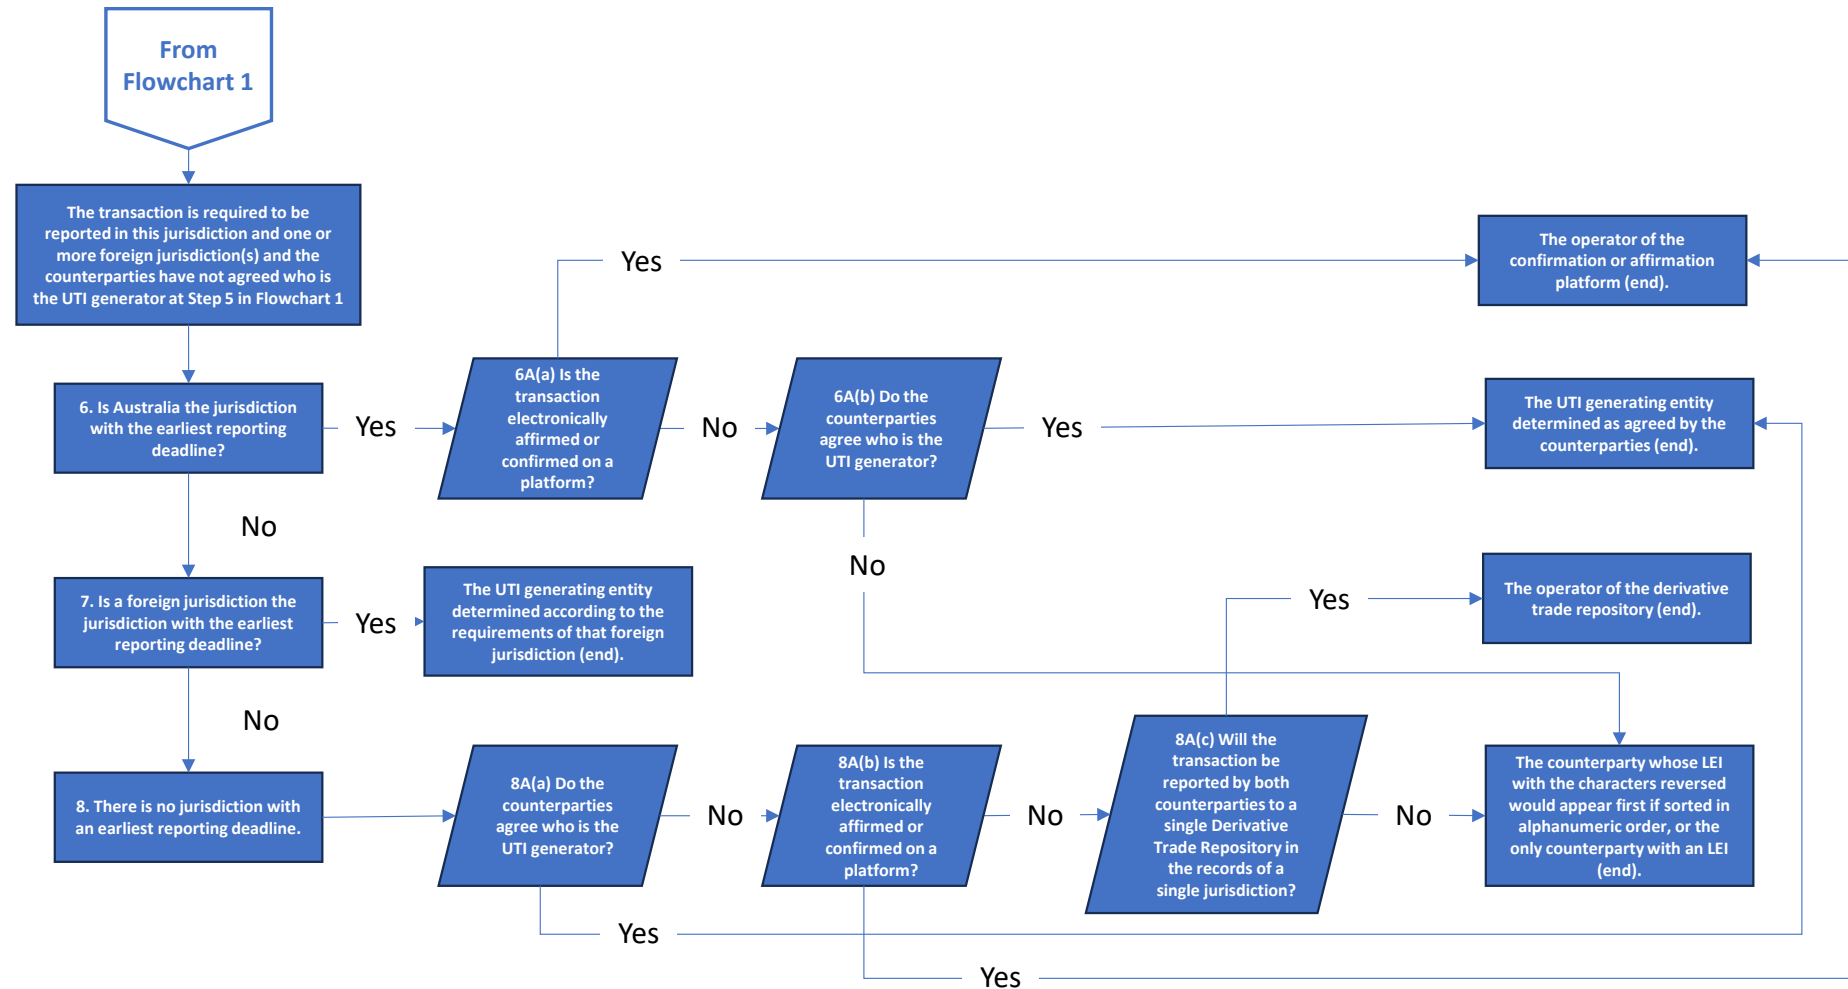 From
Flowchart 1
The transaction is required to be
reported in this jurisdiction and one or
more foreign jurisdiction(s) and the
counterparties have not agreed who is
the UTI generator at Step 5 in Flowchart 1
Yes
The operator of the
confirmation or affirmation
platform (end).
6. Is Australia the jurisdiction
with the earliest reporting
deadline?
Yes
6A(a) Is the
transaction
electronically
affirmed or
confirmed on a
platform?
No
6A(b) Do the
counterparties
agree who is the
UTI generator?
Yes
The UTI generating entity
determined as agreed by the
counterparties (end).
No
No
7. Is a foreign jurisdiction the
jurisdiction with the earliest
reporting deadline?
Yes
The UTI generating entity
determined according to the
requirements of that foreign
jurisdiction (end).
Yes
The operator of the derivative
trade repository (end).
No
8. There is no jurisdiction with
an earliest reporting deadline.
8A(a) Do the
counterparties
agree who is the
UTI generator?
No
8A(b) Is the
transaction
electronically
affirmed or
confirmed on a
platform?
No
8A(c) Will the
transaction be
reported by both
counterparties to a
single Derivative
Trade Repository in
the records of a
single jurisdiction?
No
The counterparty whose LEI
with the characters reversed
would appear first if sorted in
alphanumeric order, or the
only counterparty with an LEI
(end).
Yes
Yes